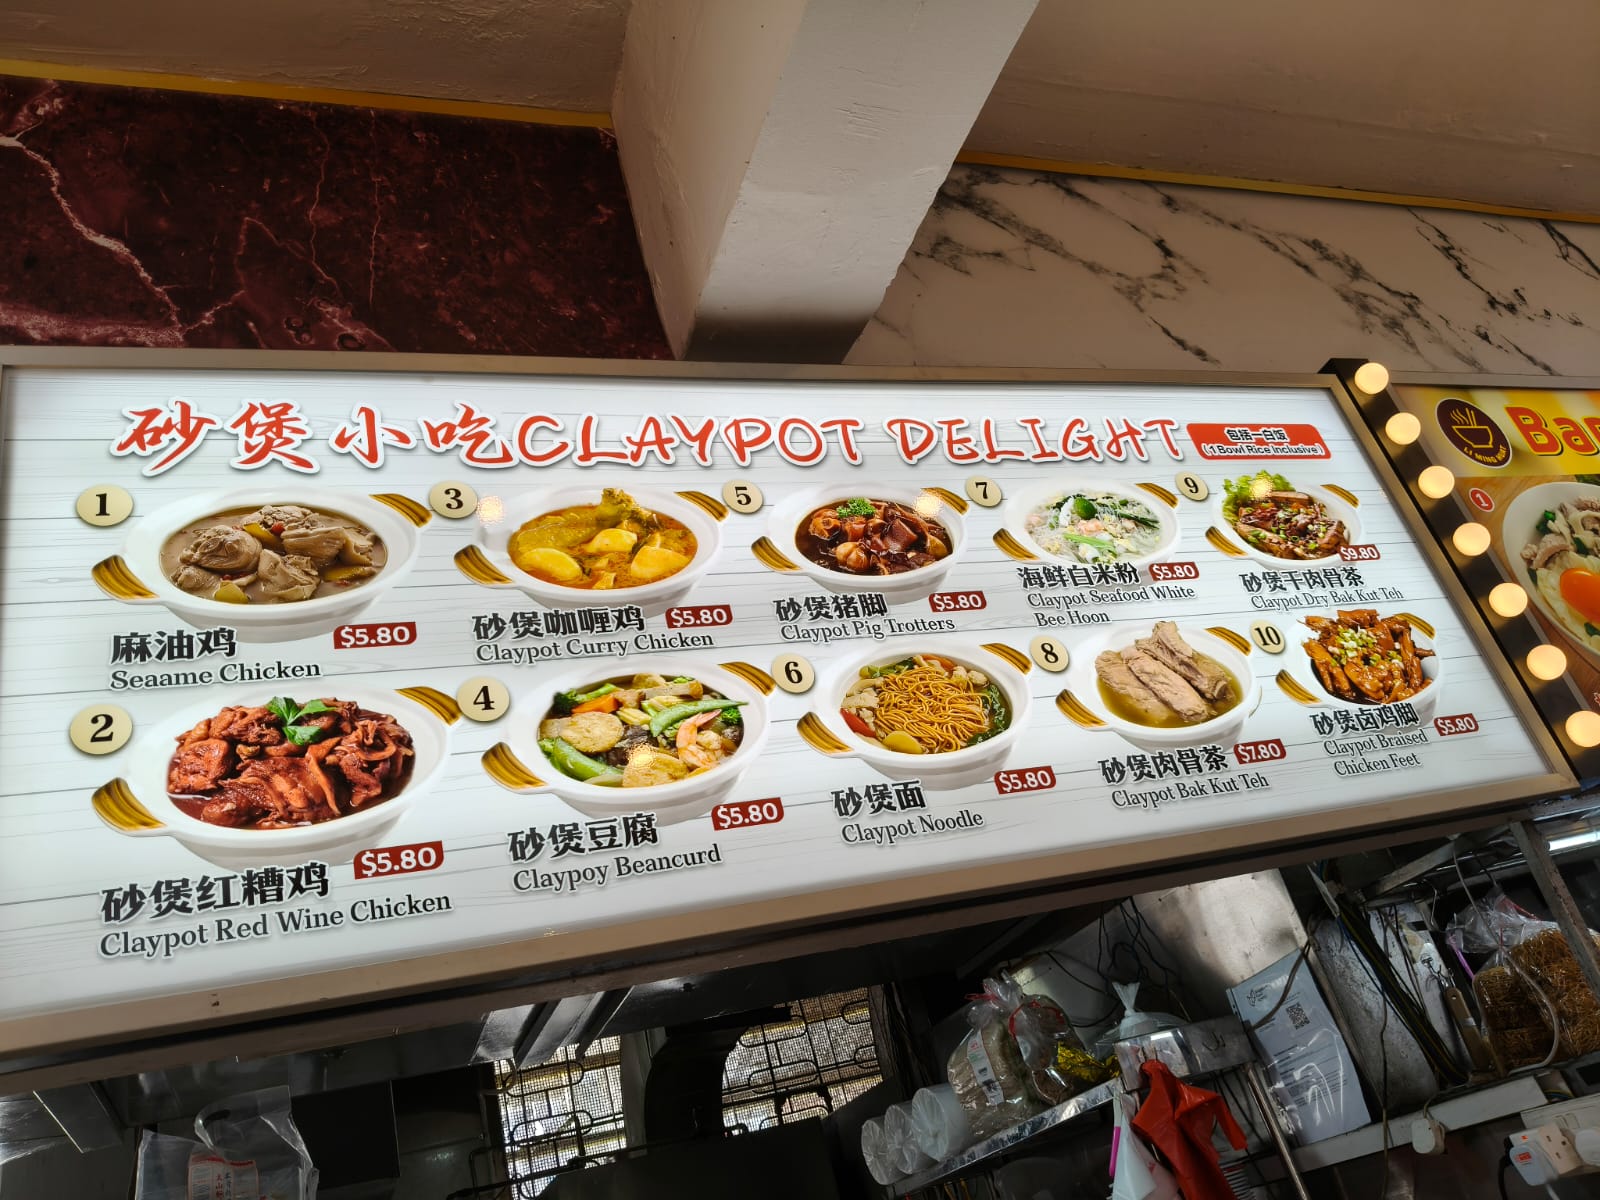 砂煲小吃CLAYPOT DELIGHT
包括一白饭
(1 Bowl Rice Inclusive)
1
麻油鸡
$5.80
Seaame Chicken
2
砂煲红糟鸡
$5.80
Claypot Red Wine Chicken
3
砂煲咖喱鸡
$5.80
Claypot Curry Chicken
4
砂煲豆腐
$5.80
Claypoy Beancurd
5
砂煲猪脚
$5.80
Claypot Pig Trotters
6
砂煲面
$5.80
Claypot Noodle
7
海鲜白米粉
$5.80
Claypot Seafood White
Bee Hoon
8
砂煲肉骨茶
$7.80
Claypot Bak Kut Teh
9
$9.80
砂煲干肉骨茶
Claypot Dry Bak Kut Teh
10
砂煲卤鸡脚
$5.80
Claypot Braised
Chicken Feet
LI MING HUAT
Ba
1